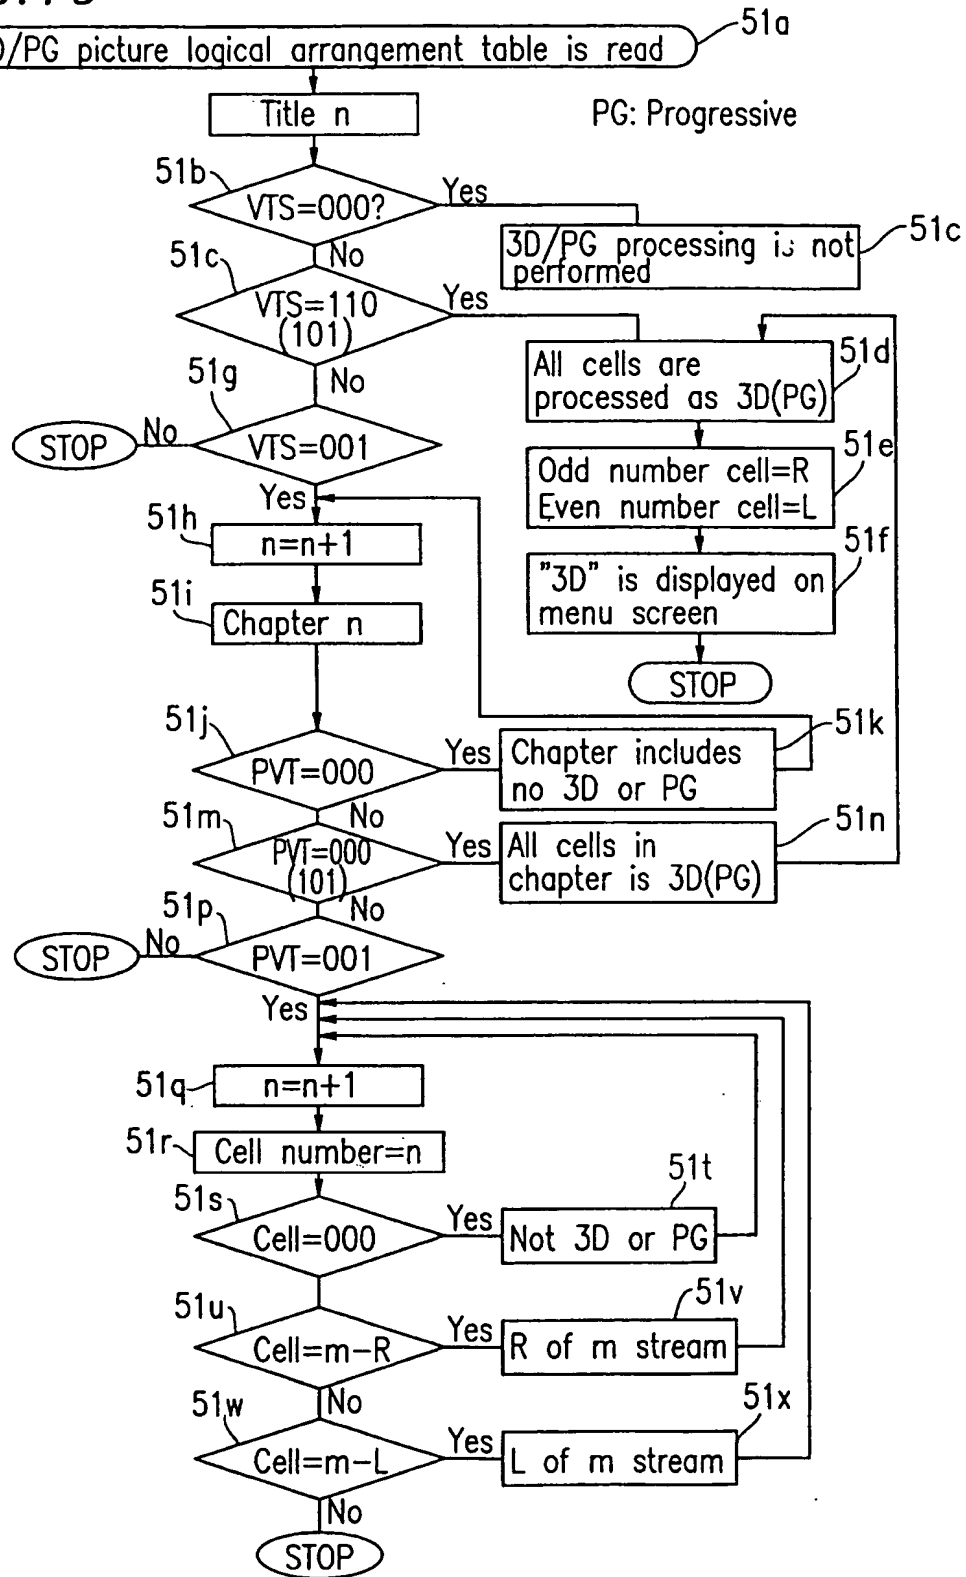 51a
D/PG picture logical arrangement table is read
Title n
PG: Progressive
51b
VTS=000?
Yes
51c
3D/PG processing is not
performed
No
51c
VTS=110
(101)
Yes
51d
All cells are
processed as 3D(PG)
No
51g
VTS=001
No
STOP
51e
Odd number cell=R
Even number cell=L
Yes
51h
n=n+1
51f
"3D" is displayed on
menu screen
51i
Chapter n
STOP
51j
PVT=000
Yes
51k
Chapter includes
no 3D or PG
No
51m
PVT=000
(101)
Yes
51n
All cells in
chapter is 3D(PG)
No
51p
PVT=001
No
STOP
Yes
51q
n=n+1
51r
Cell number=n
51s
Cell=000
Yes
51t
Not 3D or PG
51u
Cell=m-R
Yes
51v
R of m stream
No
51w
Cell=m-L
Yes
51x
L of m stream
No
STOP